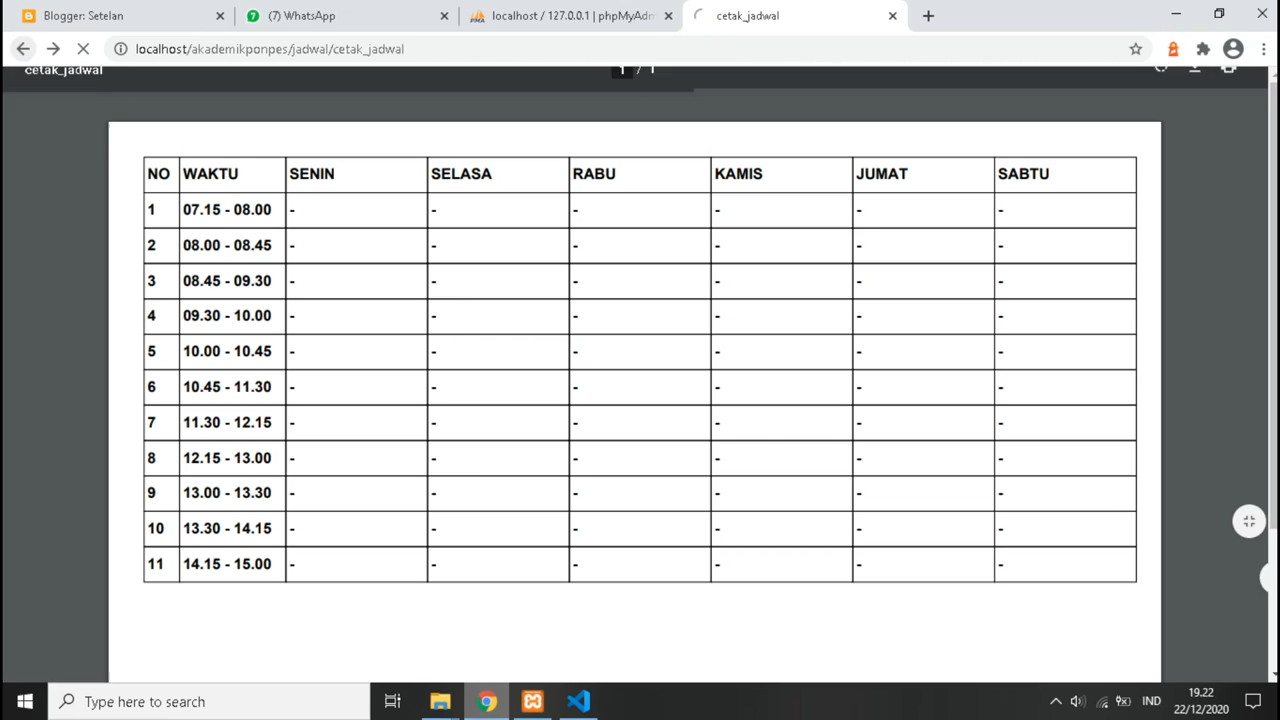 Blogger: Setelan
(7) WhatsApp
localhost / 127.0.0.1 | phpMyAdm
cetak_jadwal
localhost/akademikponpes/jadwal/cetak_jadwal
cetak_jadwal 1 / 1
NO WAKTU SENIN SELASA RABU KAMIS JUMAT SABTU
1 07.15 - 08.00 - - - - - -
2 08.00 - 08.45 - - - - - -
3 08.45 - 09.30 - - - - - -
4 09.30 - 10.00 - - - - - -
5 10.00 - 10.45 - - - - - -
6 10.45 - 11.30 - - - - - -
7 11.30 - 12.15 - - - - - -
8 12.15 - 13.00 - - - - - -
9 13.00 - 13.30 - - - - - -
10 13.30 - 14.15 - - - - - -
11 14.15 - 15.00 - - - - - -
Type here to search
IND
19.22
22/12/2020